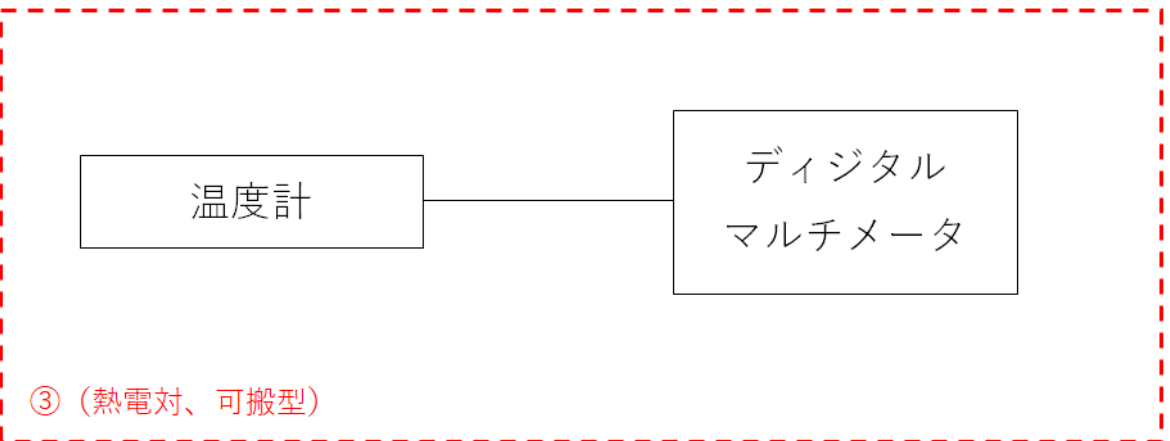 温度計
ディジタル
マルチメータ
③（熱電対、可搬型）